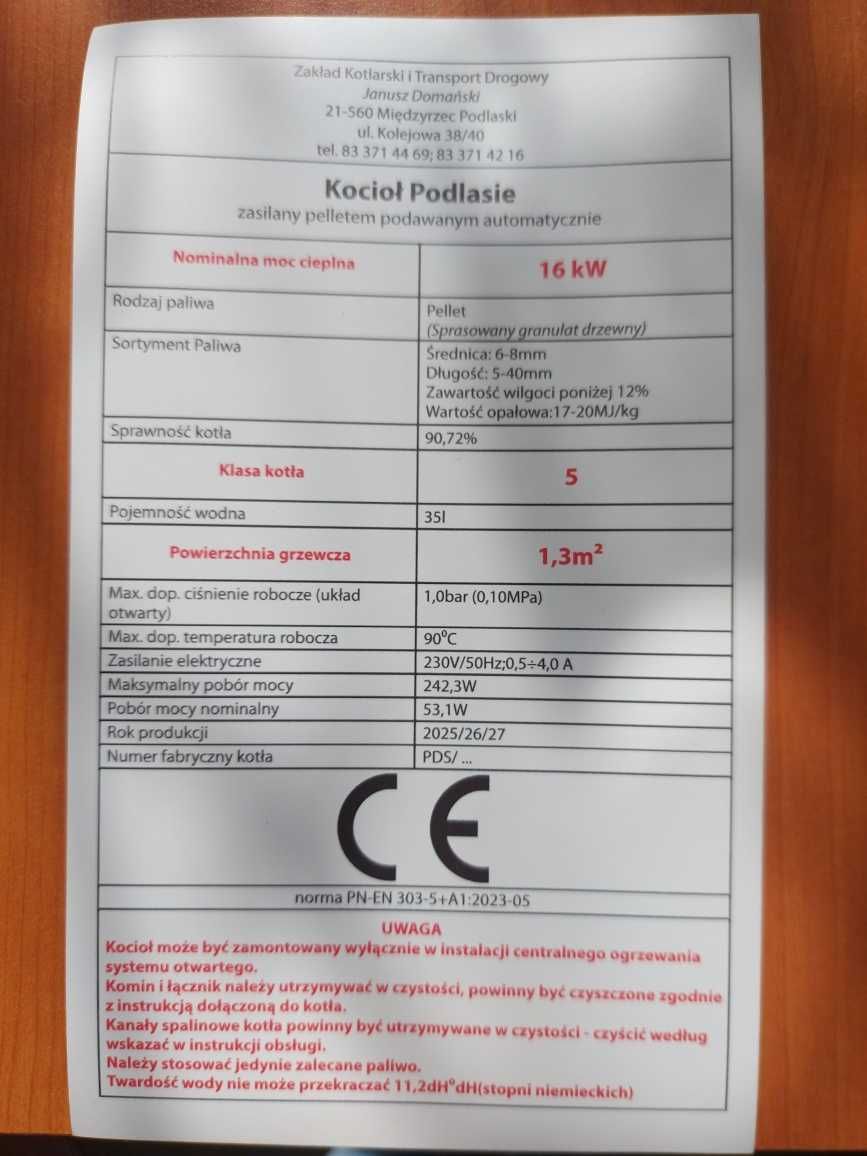 Zakład Kotlarski i Transport Drogowy
Janusz Domański
21-560 Międzyrzec Podlaski
ul. Kolejowa 38/40
tel. 83 371 44 69; 83 371 42 16
Kocioł Podlasie
zasilany pelletem podawanym automatycznie
Nominalna moc cieplna 16 kW
Rodzaj paliwa Pellet
(Sprasowany granulat drzewny)
Sortyment Paliwa Średnica: 6-8mm
Długość: 5-40mm
Zawartość wilgoci poniżej 12%
Wartość opałowa:17-20MJ/kg
Sprawność kotła 90,72%
Klasa kotła 5
Pojemność wodna 35l
Powierzchnia grzewcza 1,3m²
Max. dop. ciśnienie robocze (układ 1,0bar (0,10MPa)
otwarty)
Max. dop. temperatura robocza 90⁰C
Zasilanie elektryczne 230V/50Hz;0,5÷4,0 A
Maksymalny pobór mocy 242,3W
Pobór mocy nominalny 53,1W
Rok produkcji 2025/26/27
Numer fabryczny kotła PDS/ ...
CE
norma PN-EN 303-5+A1:2023-05
UWAGA
Kocioł może być zamontowany wyłącznie w instalacji centralnego ogrzewania
systemu otwartego.
Komin i łącznik należy utrzymywać w czystości, powinny być czyszczone zgodnie
z instrukcją dołączoną do kotła.
Kanały spalinowe kotła powinny być utrzymywane w czystości - czyścić według
wskazać w instrukcji obsługi.
Należy stosować jedynie zalecane paliwo.
Twardość wody nie może przekraczać 11,2dH⁰dH(stopni niemieckich)